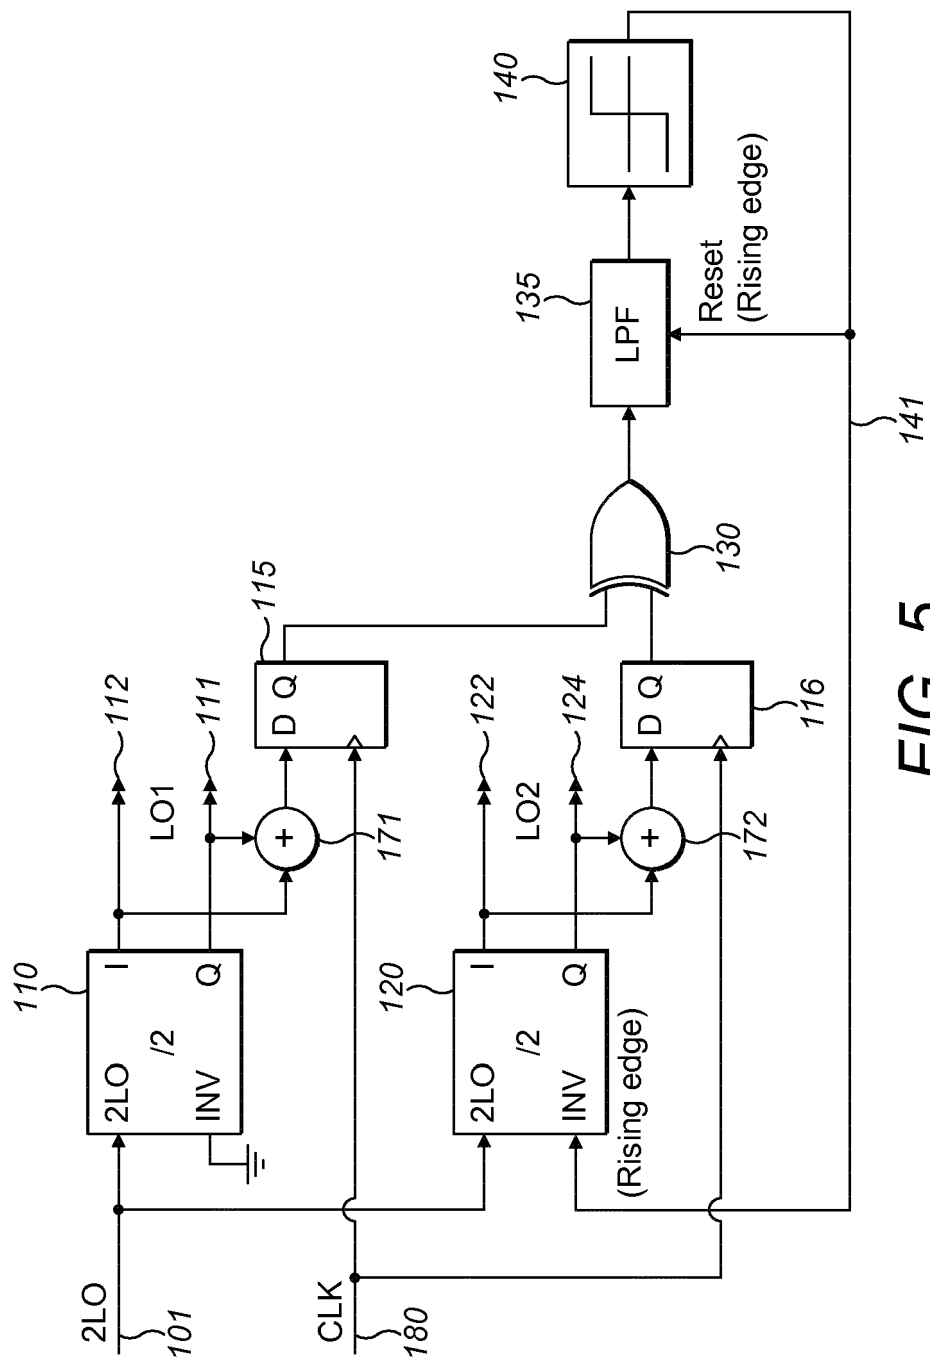 2LO
101
CLK
180
110
2LO
/2
INV
I
Q
112
LO1
111
171
115
D Q
120
2LO
/2
INV
(Rising edge)
I
Q
122
LO2
124
172
D Q
116
130
135
LPF
Reset
(Rising edge)
140
141
FIG. 5